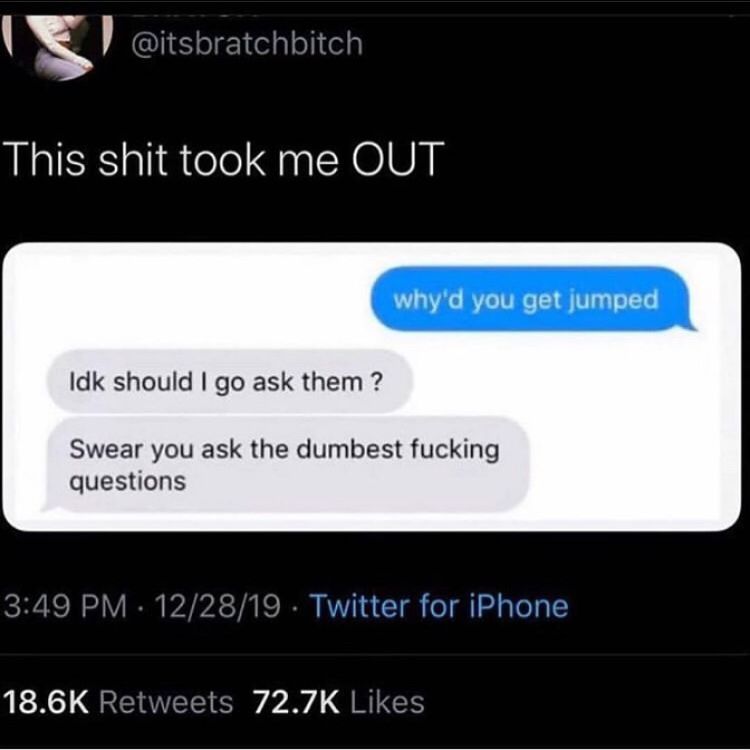 @itsbratchbitch
This shit took me OUT
why'd you get jumped
Idk should I go ask them ?
Swear you ask the dumbest fucking
questions
3:49 PM · 12/28/19 · Twitter for iPhone
18.6K Retweets 72.7K Likes